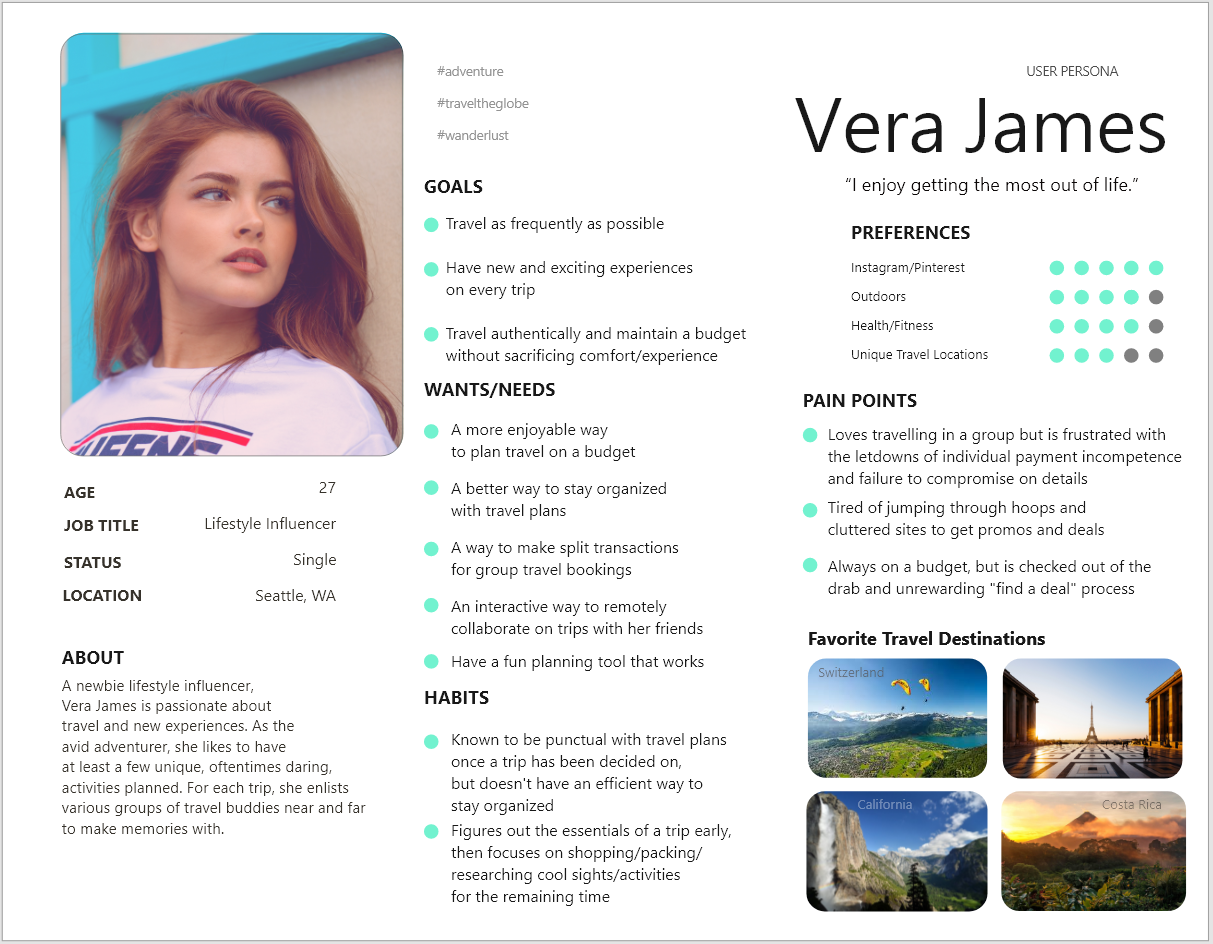 #adventure
#traveltheglobe
#wanderlust
USER PERSONA
Vera James
“I enjoy getting the most out of life.”
AGE 27
JOB TITLE Lifestyle Influencer
STATUS Single
LOCATION Seattle, WA
ABOUT
A newbie lifestyle influencer,
Vera James is passionate about
travel and new experiences. As the
avid adventurer, she likes to have
at least a few unique, oftentimes daring,
activities planned. For each trip, she enlists
various groups of travel buddies near and far
to make memories with.
GOALS
Travel as frequently as possible
Have new and exciting experiences
on every trip
Travel authentically and maintain a budget
without sacrificing comfort/experience
WANTS/NEEDS
A more enjoyable way
to plan travel on a budget
A better way to stay organized
with travel plans
A way to make split transactions
for group travel bookings
An interactive way to remotely
collaborate on trips with her friends
Have a fun planning tool that works
HABITS
Known to be punctual with travel plans
once a trip has been decided on,
but doesn't have an efficient way to
stay organized
Figures out the essentials of a trip early,
then focuses on shopping/packing/
researching cool sights/activities
for the remaining time
PREFERENCES
Instagram/Pinterest
Outdoors
Health/Fitness
Unique Travel Locations
PAIN POINTS
Loves travelling in a group but is frustrated with
the letdowns of individual payment incompetence
and failure to compromise on details
Tired of jumping through hoops and
cluttered sites to get promos and deals
Always on a budget, but is checked out of the
drab and unrewarding "find a deal" process
Favorite Travel Destinations
Switzerland
California
Costa Rica